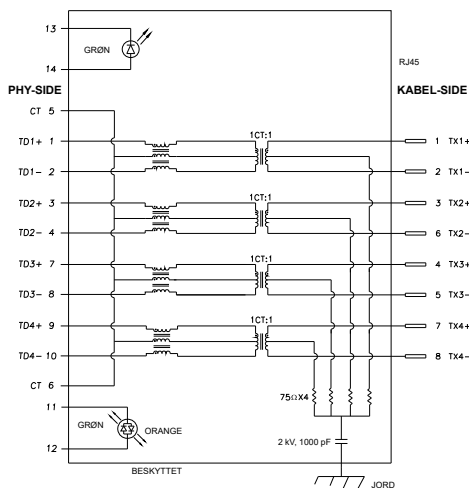 13
GRØN
14
RJ45
PHY-SIDE
KABEL-SIDE
CT 5
1CT:1
TD1+ 1
1 TX1+
TD1- 2
2 TX1-
1CT:1
TD2+ 3
3 TX2+
TD2- 4
6 TX2-
1CT:1
TD3+ 7
4 TX3+
TD3- 8
5 TX3-
1CT:1
TD4+ 9
7 TX4+
TD4- 10
8 TX4-
CT 6
75ΩX4
11
GRØN
ORANGE
12
2 kV, 1000 pF
BESKYTTET
JORD